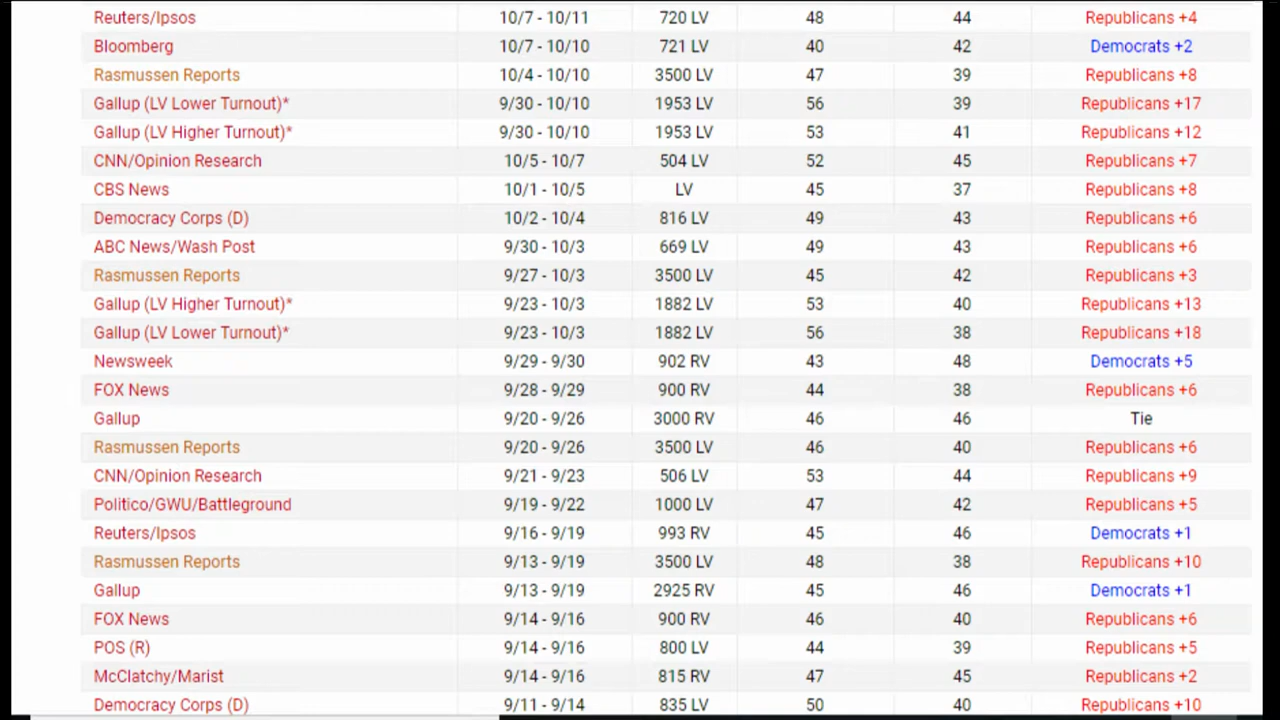 Reuters/Ipsos 10/7 - 10/11 720 LV 48 44 Republicans +4
Bloomberg 10/7 - 10/10 721 LV 40 42 Democrats +2
Rasmussen Reports 10/4 - 10/10 3500 LV 47 39 Republicans +8
Gallup (LV Lower Turnout)* 9/30 - 10/10 1953 LV 56 39 Republicans +17
Gallup (LV Higher Turnout)* 9/30 - 10/10 1953 LV 53 41 Republicans +12
CNN/Opinion Research 10/5 - 10/7 504 LV 52 45 Republicans +7
CBS News 10/1 - 10/5 LV 45 37 Republicans +8
Democracy Corps (D) 10/2 - 10/4 816 LV 49 43 Republicans +6
ABC News/Wash Post 9/30 - 10/3 669 LV 49 43 Republicans +6
Rasmussen Reports 9/27 - 10/3 3500 LV 45 42 Republicans +3
Gallup (LV Higher Turnout)* 9/23 - 10/3 1882 LV 53 40 Republicans +13
Gallup (LV Lower Turnout)* 9/23 - 10/3 1882 LV 56 38 Republicans +18
Newsweek 9/29 - 9/30 902 RV 43 48 Democrats +5
FOX News 9/28 - 9/29 900 RV 44 38 Republicans +6
Gallup 9/20 - 9/26 3000 RV 46 46 Tie
Rasmussen Reports 9/20 - 9/26 3500 LV 46 40 Republicans +6
CNN/Opinion Research 9/21 - 9/23 506 LV 53 44 Republicans +9
Politico/GWU/Battleground 9/19 - 9/22 1000 LV 47 42 Republicans +5
Reuters/Ipsos 9/16 - 9/19 993 RV 45 46 Democrats +1
Rasmussen Reports 9/13 - 9/19 3500 LV 48 38 Republicans +10
Gallup 9/13 - 9/19 2925 RV 45 46 Democrats +1
FOX News 9/14 - 9/16 900 RV 46 40 Republicans +6
POS (R) 9/14 - 9/16 800 LV 44 39 Republicans +5
McClatchy/Marist 9/14 - 9/16 815 RV 47 45 Republicans +2
Democracy Corps (D) 9/11 - 9/14 835 LV 50 40 Republicans +10